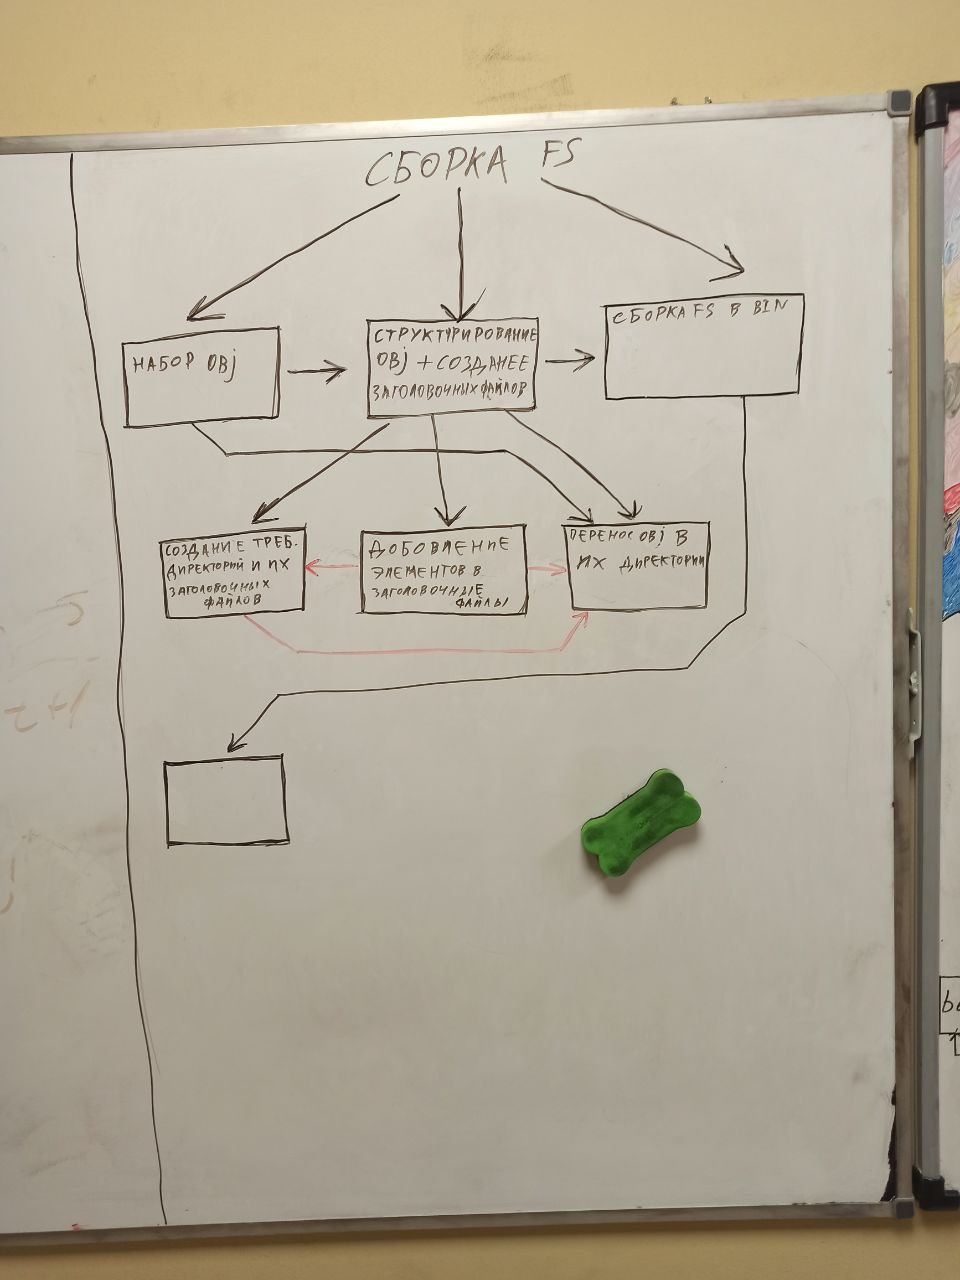 СБОРКА FS
НАБОР OBj
СТРУКТУРИРОВАНИЕ
OBj + СОЗДАНЕЕ
ЗАГОЛОВОЧНЫХ ФАЙЛОВ
СБОРКА FS В BIN
СОЗДАНИЕ ТРЕБ.
ДИРЕКТОРИЙ И ИХ
ЗАГОЛОВОЧНЫХ
ФАЙЛОВ
ДОБОВЛЕНИЕ
ЭЛЕМЕНТОВ В
ЗАГОЛОВОЧНЫЕ
ФАЙЛЫ
ПЕРЕНОС OBj В
ИХ ДИРЕКТОРИИ